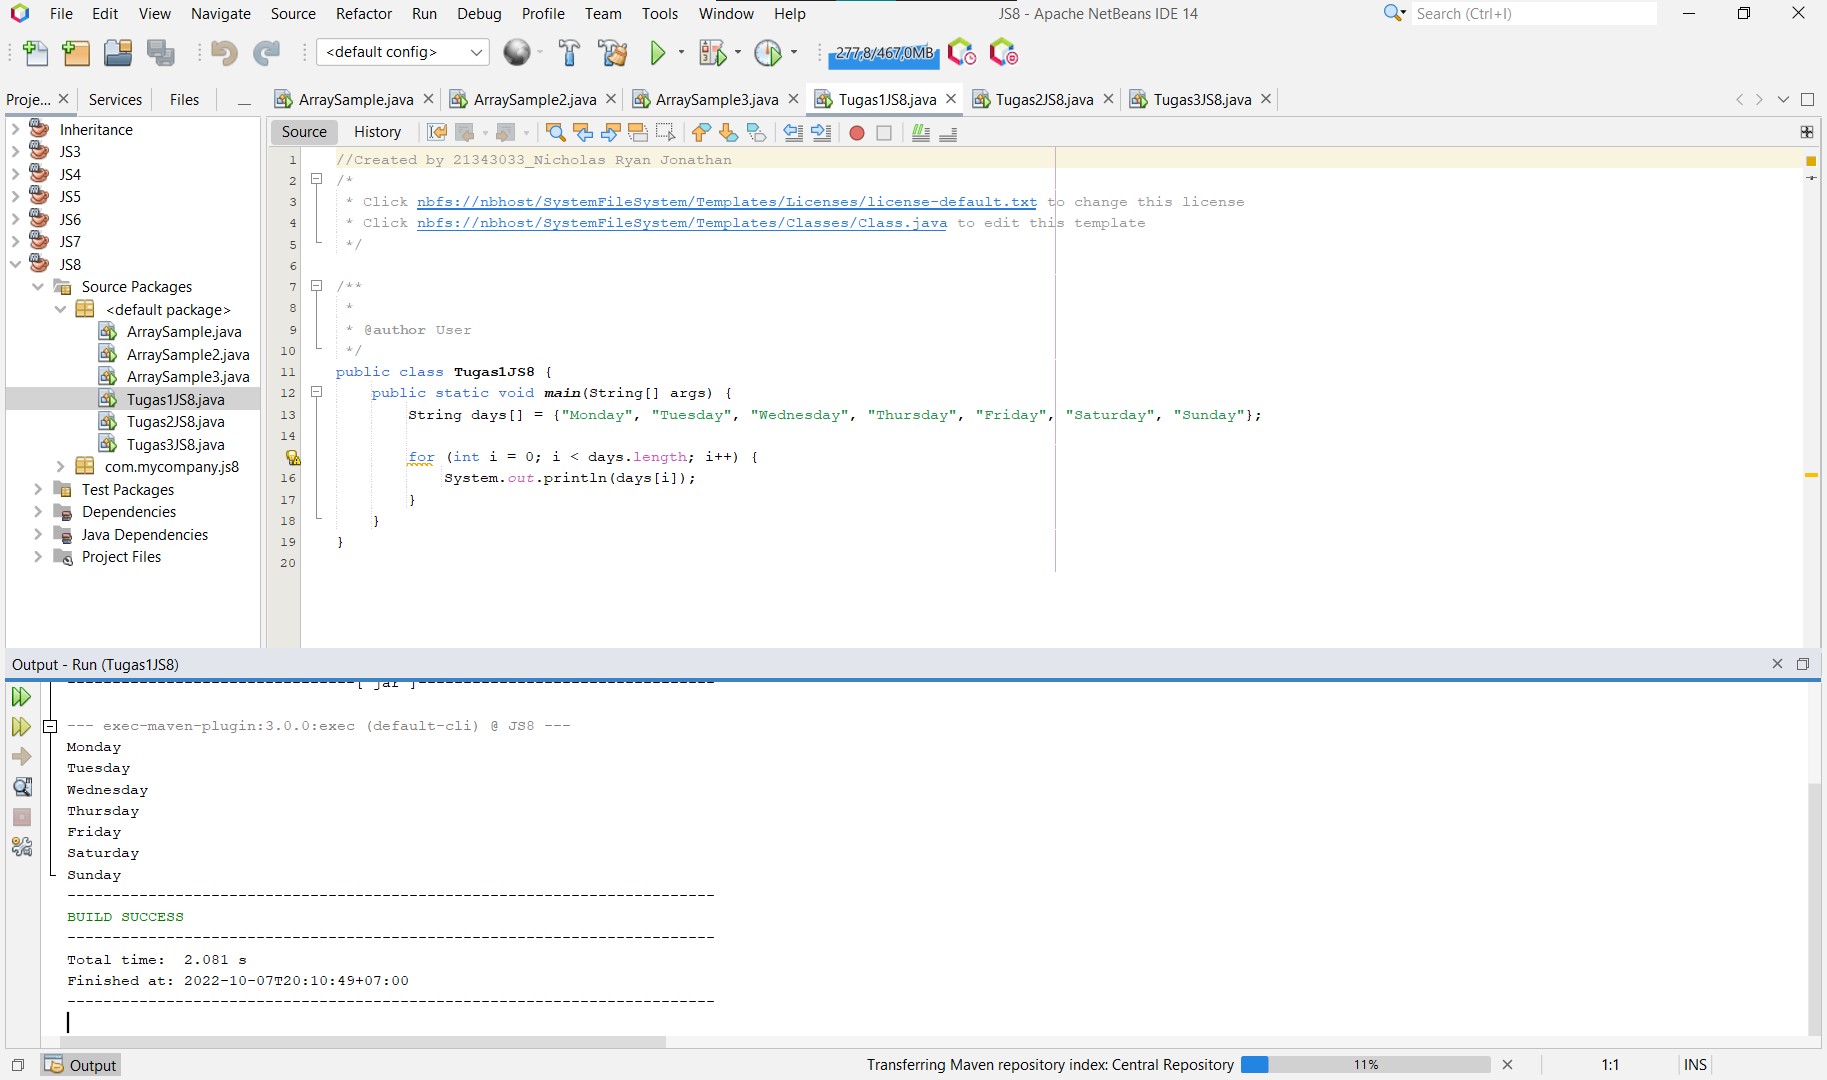 File Edit View Navigate Source Refactor Run Debug Profile Team Tools Window Help
JS8 - Apache NetBeans IDE 14
Search (Ctrl+I)
<default config>
277,8/467,0MB
Proje... Services Files
ArraySample.java ArraySample2.java ArraySample3.java Tugas1JS8.java Tugas2JS8.java Tugas3JS8.java
Inheritance
JS3
JS4
JS5
JS6
JS7
JS8
Source Packages
<default package>
ArraySample.java
ArraySample2.java
ArraySample3.java
Tugas1JS8.java
Tugas2JS8.java
Tugas3JS8.java
com.mycompany.js8
Test Packages
Dependencies
Java Dependencies
Project Files
Source History
1 //Created by 21343033_Nicholas Ryan Jonathan
2 /*
3 * Click nbfs://nbhost/SystemFileSystem/Templates/Licenses/license-default.txt to change this license
4 * Click nbfs://nbhost/SystemFileSystem/Templates/Classes/Class.java to edit this template
5 */
6
7 /**
8 *
9 * @author User
10 */
11 public class Tugas1JS8 {
12 public static void main(String[] args) {
13 String days[] = {"Monday", "Tuesday", "Wednesday", "Thursday", "Friday", "Saturday", "Sunday"};
14
for (int i = 0; i < days.length; i++) {
16 System.out.println(days[i]);
17 }
18 }
19 }
20
Output - Run (Tugas1JS8)
--------------------------------[ jar ]---------------------------------
--- exec-maven-plugin:3.0.0:exec (default-cli) @ JS8 ---
Monday
Tuesday
Wednesday
Thursday
Friday
Saturday
Sunday
------------------------------------------------------------------------
BUILD SUCCESS
------------------------------------------------------------------------
Total time:  2.081 s
Finished at: 2022-10-07T20:10:49+07:00
------------------------------------------------------------------------
Output
Transferring Maven repository index: Central Repository
11%
1:1
INS